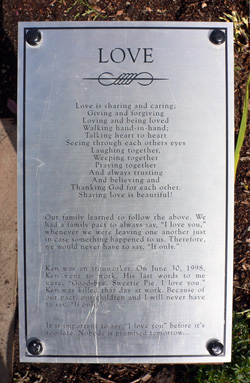 LOVE
Love is sharing and caring;
Giving and forgiving
Loving and being loved
Walking hand-in-hand;
Talking heart to heart
Seeing through each others eyes
Laughing together,
Weeping together
Praying together
And always trusting
And believing and
Thanking God for each other.
Sharing love is beautiful!
Our family learned to follow the above. We
had a family pact to always say, "I love you,"
whenever we were leaving one another just
in case something happened to us. Therefore,
we would never have to say, "If only."
Ken was an ironworker. On June 30, 1998,
Ken went to work. His last words to me
were, "Good-bye, Sweetie Pie, I love you."
Ken was killed that day at work. Because of
our pact, our children and I will never have
to say, "If only."
It is important to say "I love you" before it's
too late. Nobody is promised tomorrow...